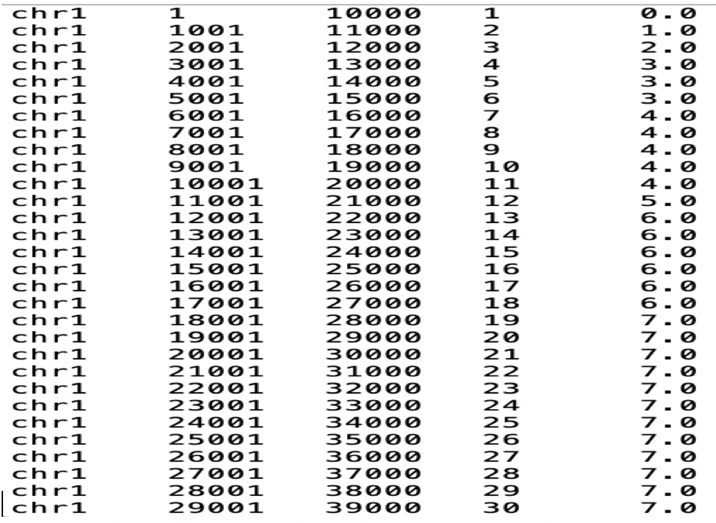 chr1 1 10000 1 0.0
chr1 1001 11000 2 1.0
chr1 2001 12000 3 2.0
chr1 3001 13000 4 3.0
chr1 4001 14000 5 3.0
chr1 5001 15000 6 3.0
chr1 6001 16000 7 4.0
chr1 7001 17000 8 4.0
chr1 8001 18000 9 4.0
chr1 9001 19000 10 4.0
chr1 10001 20000 11 4.0
chr1 11001 21000 12 5.0
chr1 12001 22000 13 6.0
chr1 13001 23000 14 6.0
chr1 14001 24000 15 6.0
chr1 15001 25000 16 6.0
chr1 16001 26000 17 6.0
chr1 17001 27000 18 6.0
chr1 18001 28000 19 7.0
chr1 19001 29000 20 7.0
chr1 20001 30000 21 7.0
chr1 21001 31000 22 7.0
chr1 22001 32000 23 7.0
chr1 23001 33000 24 7.0
chr1 24001 34000 25 7.0
chr1 25001 35000 26 7.0
chr1 26001 36000 27 7.0
chr1 27001 37000 28 7.0
chr1 28001 38000 29 7.0
chr1 29001 39000 30 7.0